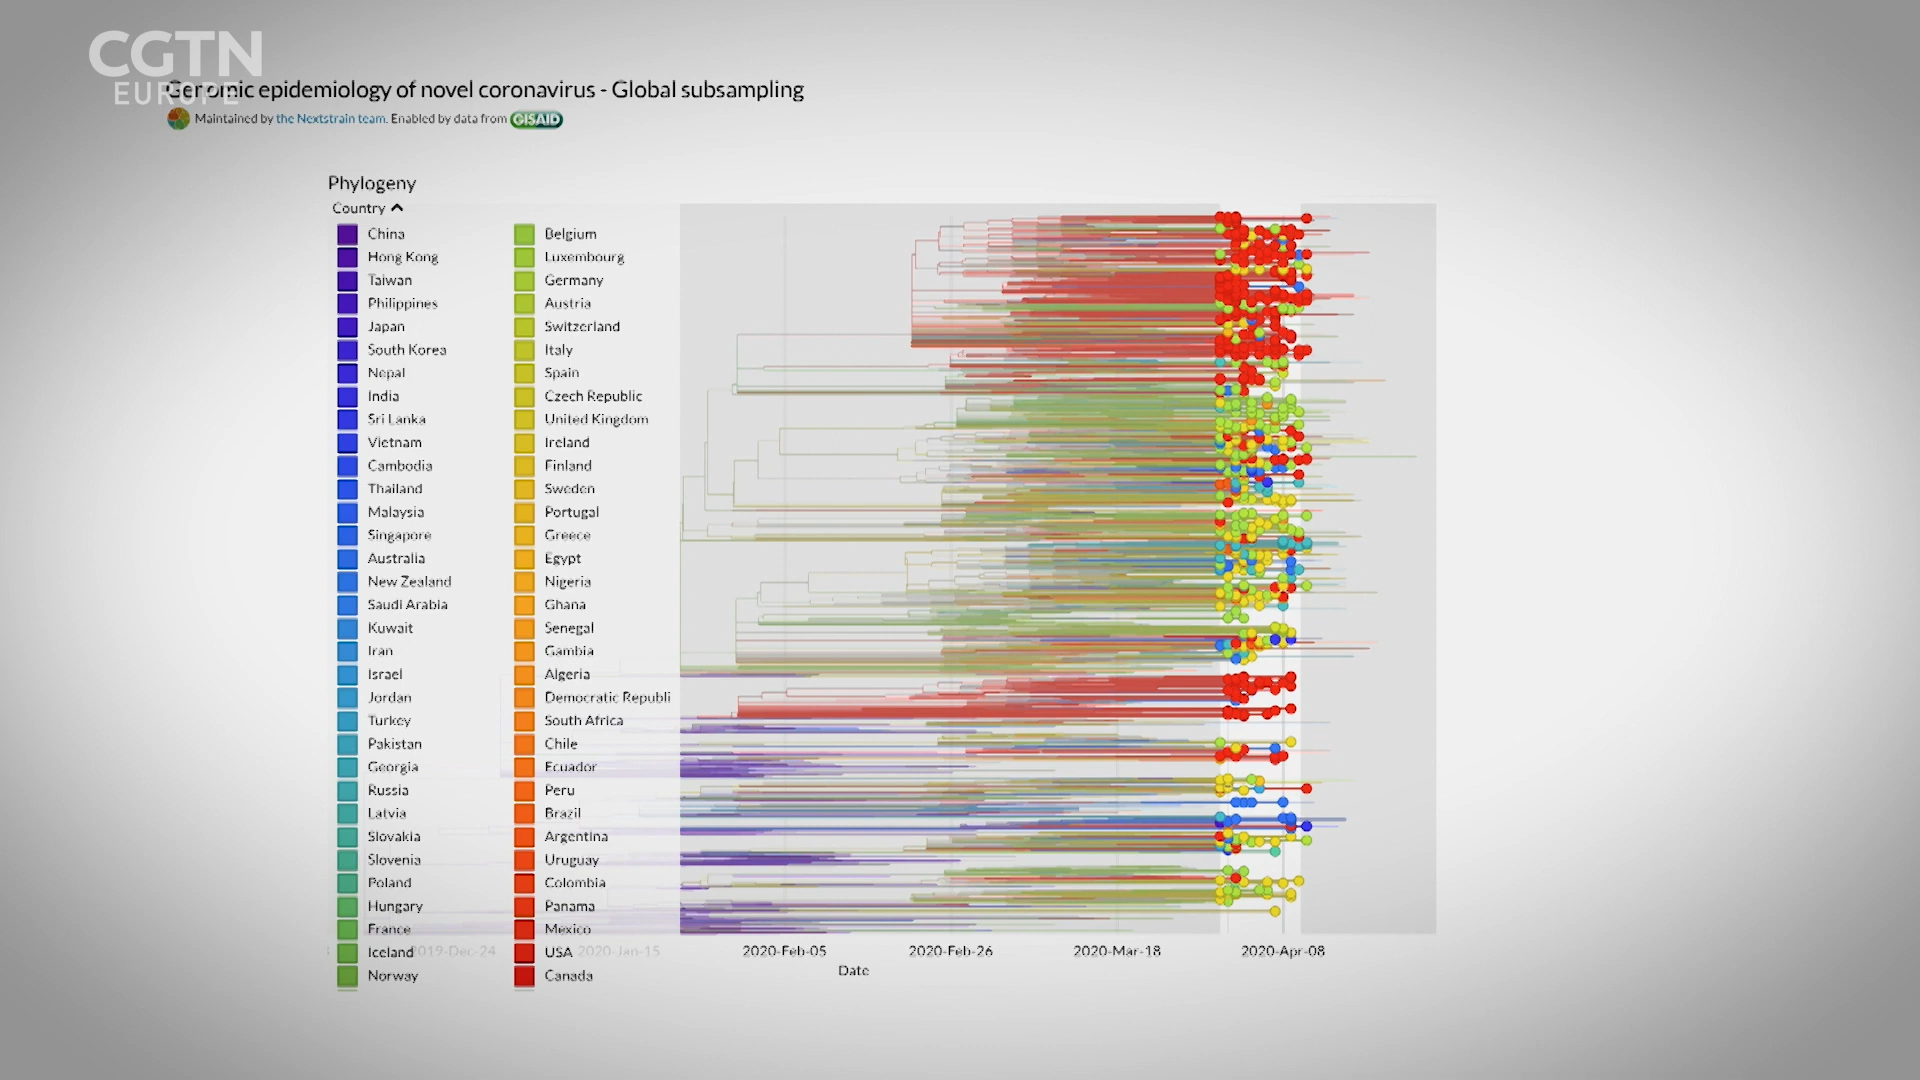 CGTN
EUROPE
Genomic epidemiology of novel coronavirus - Global subsampling
Maintained by the Nextstrain team. Enabled by data from GISAID
Phylogeny
Country
China
Hong Kong
Taiwan
Philippines
Japan
South Korea
Nepal
India
Sri Lanka
Vietnam
Cambodia
Thailand
Malaysia
Singapore
Australia
New Zealand
Saudi Arabia
Kuwait
Iran
Israel
Jordan
Turkey
Pakistan
Georgia
Russia
Latvia
Slovakia
Slovenia
Poland
Hungary
France
Iceland
Norway
Belgium
Luxembourg
Germany
Austria
Switzerland
Italy
Spain
Czech Republic
United Kingdom
Ireland
Finland
Sweden
Portugal
Greece
Egypt
Nigeria
Ghana
Senegal
Gambia
Algeria
Democratic Republi
South Africa
Chile
Ecuador
Peru
Brazil
Argentina
Uruguay
Colombia
Panama
Mexico
USA
Canada
2019-Dec-24 2020-Jan-15 2020-Feb-05 2020-Feb-26 2020-Mar-18 2020-Apr-08
Date